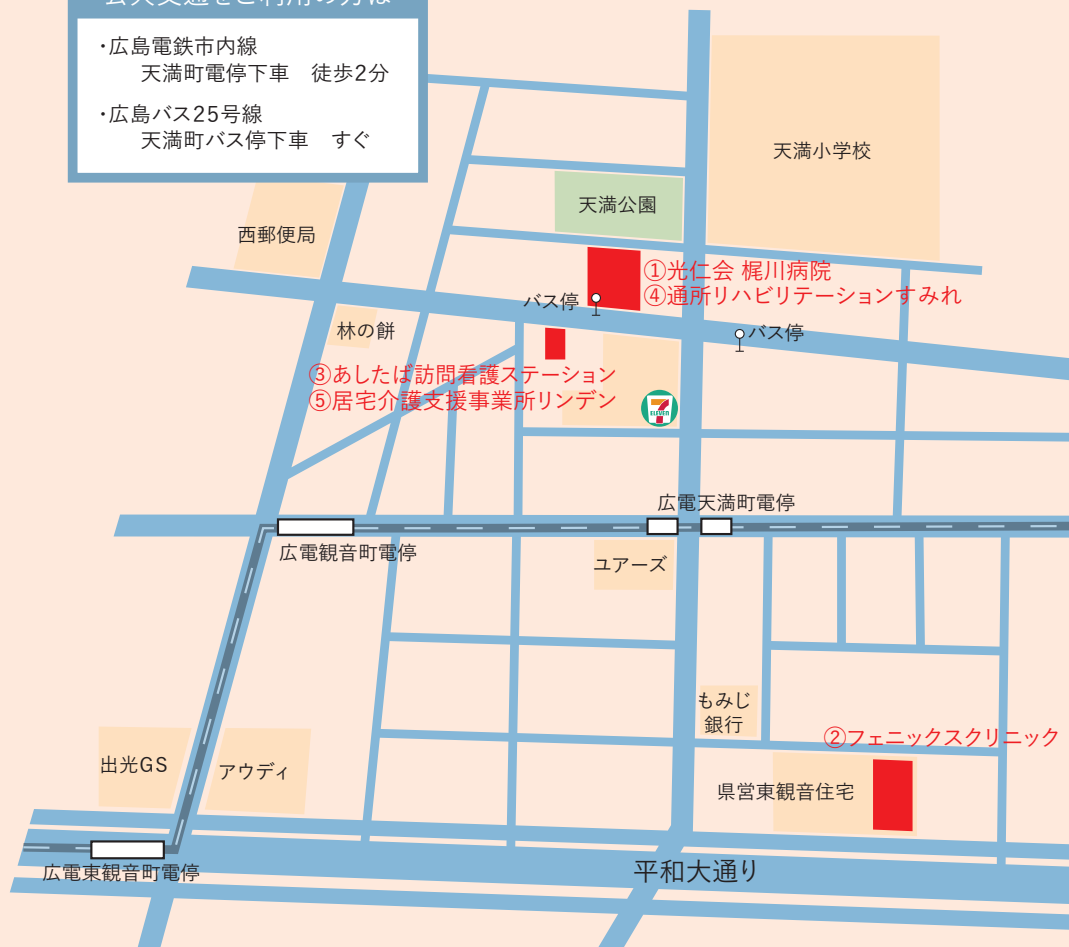 ・広島電鉄市内線
天満町電停下車　徒歩2分
・広島バス25号線
天満町バス停下車　すぐ
天満小学校
天満公園
西郵便局
①光仁会 梶川病院
④通所リハビリテーションすみれ
バス停
バス停
林の餅
③あしたば訪問看護ステーション
⑤居宅介護支援事業所リンデン
ELEVEN
広電天満町電停
広電観音町電停
ユアーズ
もみじ
銀行
②フェニックスクリニック
出光GS
アウディ
県営東観音住宅
広電東観音町電停
平和大通り